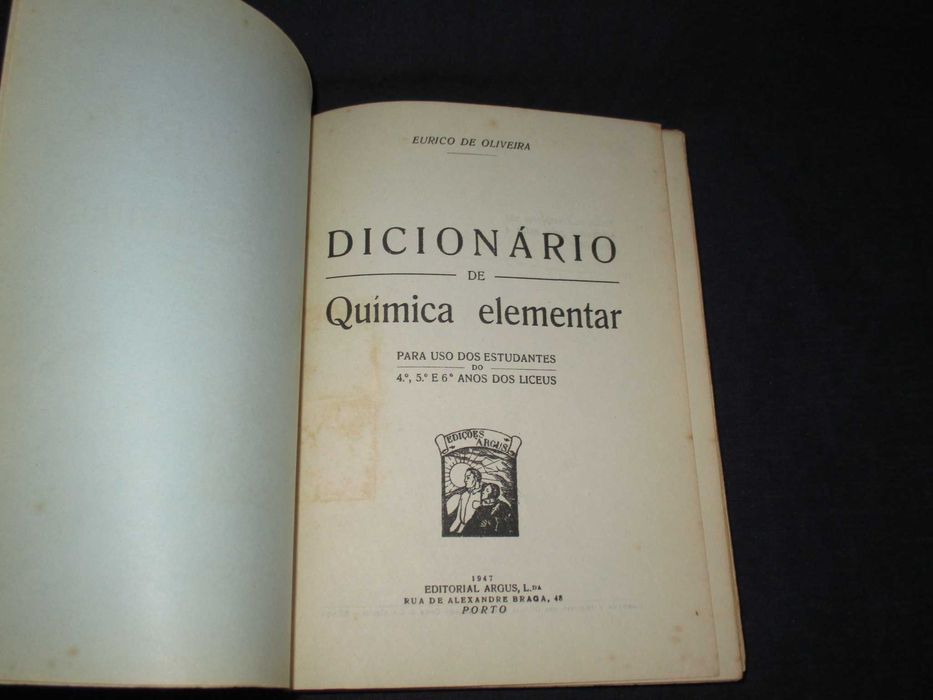 EURICO DE OLIVEIRA
DICIONÁRIO
DE
Química elementar
PARA USO DOS ESTUDANTES
DO
4.º, 5.º E 6º ANOS DOS LICEUS
EDIÇÕES
ARGUS
1947
EDITORIAL ARGUS, L.DA
RUA DE ALEXANDRE BRAGA, 48
PORTO